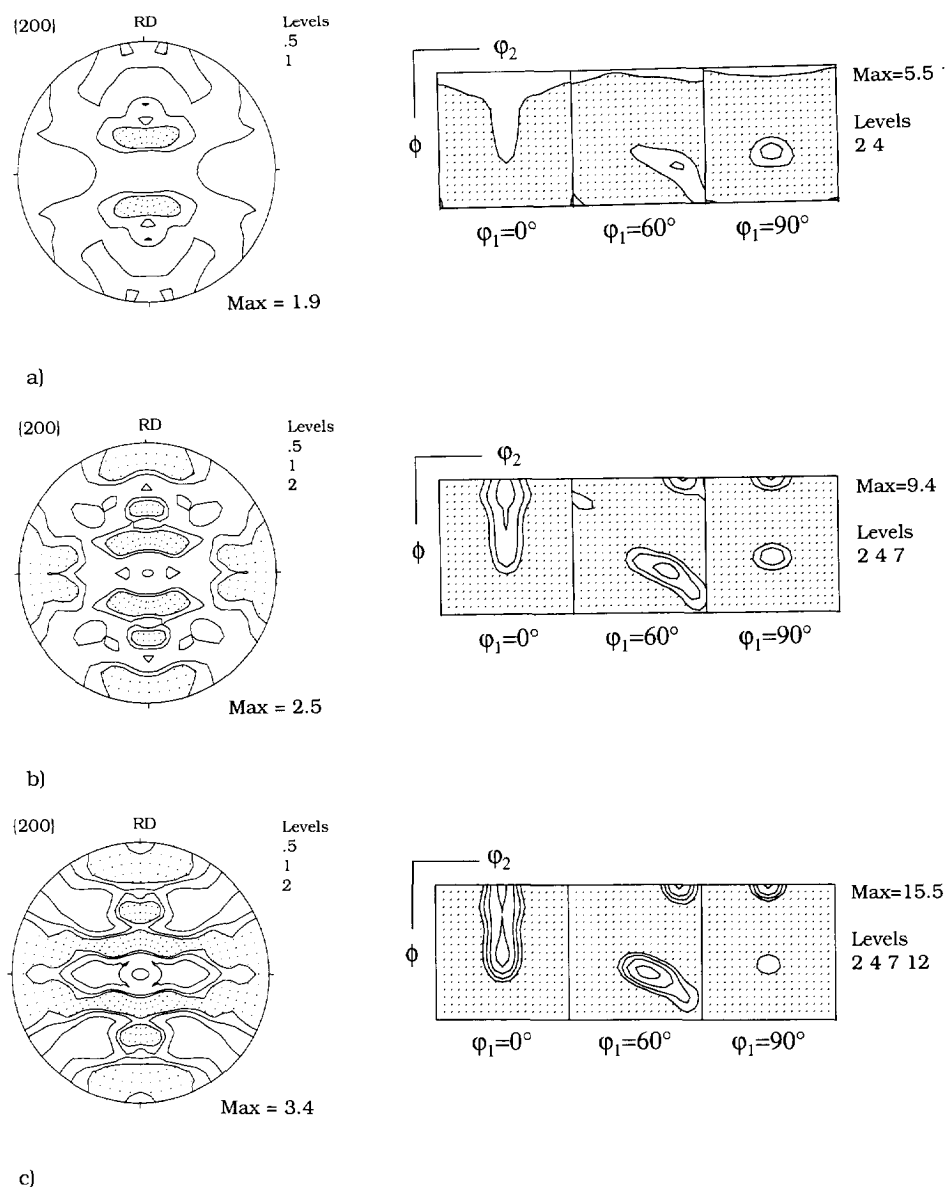 {200}
RD
Levels
.5
1
Max = 1.9
φ₂
ϕ
Max=5.5
Levels
2 4
φ₁=0°
φ₁=60°
φ₁=90°
a)
{200}
RD
Levels
.5
1
2
Max = 2.5
φ₂
ϕ
Max=9.4
Levels
2 4 7
φ₁=0°
φ₁=60°
φ₁=90°
b)
{200}
RD
Levels
.5
1
2
Max = 3.4
φ₂
ϕ
Max=15.5
Levels
2 4 7 12
φ₁=0°
φ₁=60°
φ₁=90°
c)